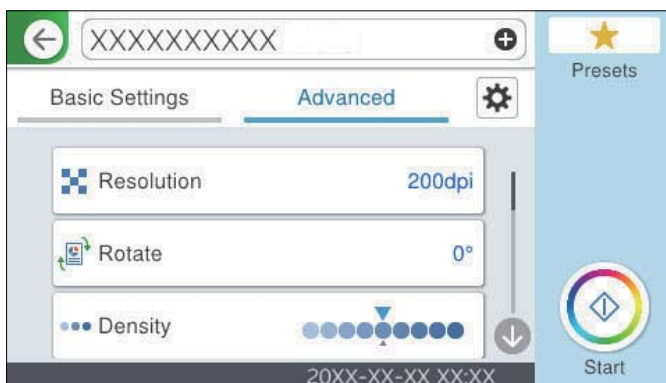 XXXXXXXXXX
Presets
Basic Settings
Advanced
Resolution
200dpi
Rotate
0°
Density
20XX-XX-XX XX:XX
Start